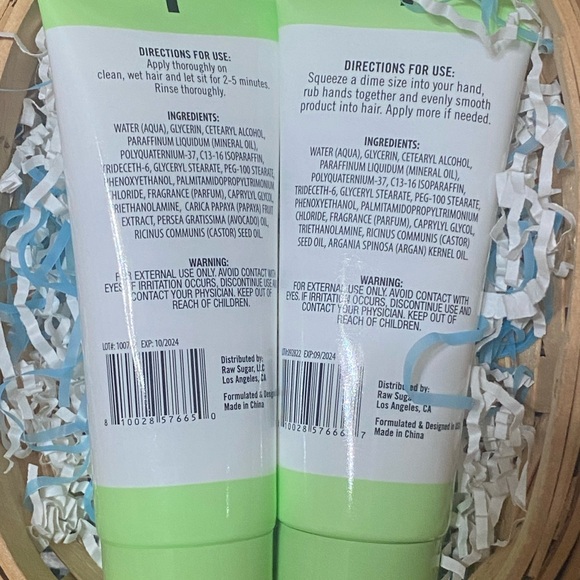 DIRECTIONS FOR USE:
Apply thoroughly on
clean, wet hair and let sit for 2-5 minutes.
Rinse thoroughly.
INGREDIENTS:
WATER (AQUA), GLYCERIN, CETEARYL ALCOHOL,
PARAFFINUM LIQUIDUM (MINERAL OIL),
POLYQUATERNIUM-37, C13-16 ISOPARAFFIN,
TRIDECETH-6, GLYCERYL STEARATE, PEG-100 STEARATE,
PHENOXYETHANOL, PALMITAMIDOPROPYLTRIMONIUM
CHLORIDE, FRAGRANCE (PARFUM), CAPRYLYL GLYCOL,
TRIETHANOLAMINE, CARICA PAPAYA (PAPAYA) FRUIT
EXTRACT, PERSEA GRATISSIMA (AVOCADO) OIL,
RICINUS COMMUNIS (CASTOR) SEED OIL.
WARNING:
FOR EXTERNAL USE ONLY. AVOID CONTACT WITH
EYES. IF IRRITATION OCCURS, DISCONTINUE USE AND
CONTACT YOUR PHYSICIAN. KEEP OUT OF
REACH OF CHILDREN.
EXP: 10/2024
8 10028 57665 0
Distributed by:
Raw Sugar, LLC
Los Angeles, CA
Formulated & Designed in
Made in China
DIRECTIONS FOR USE:
Squeeze a dime size into your hand,
rub hands together and evenly smooth
product into hair. Apply more if needed.
INGREDIENTS:
WATER (AQUA), GLYCERIN, CETEARYL ALCOHOL,
PARAFFINUM LIQUIDUM (MINERAL OIL),
POLYQUATERNIUM-37, C13-16 ISOPARAFFIN,
TRIDECETH-6, GLYCERYL STEARATE, PEG-100 STEARATE,
PHENOXYETHANOL, PALMITAMIDOPROPYLTRIMONIUM
CHLORIDE, FRAGRANCE (PARFUM), CAPRYLYL GLYCOL,
TRIETHANOLAMINE, RICINUS COMMUNIS (CASTOR)
SEED OIL, ARGANIA SPINOSA (ARGAN) KERNEL OIL.
WARNING:
FOR EXTERNAL USE ONLY. AVOID CONTACT WITH
EYES. IF IRRITATION OCCURS, DISCONTINUE USE AND
CONTACT YOUR PHYSICIAN. KEEP OUT OF
REACH OF CHILDREN.
EXP:09/2024
10028 57666 7
Distributed by:
Raw Sugar
Los Angeles, CA
Formulated & Designed in
Made in China